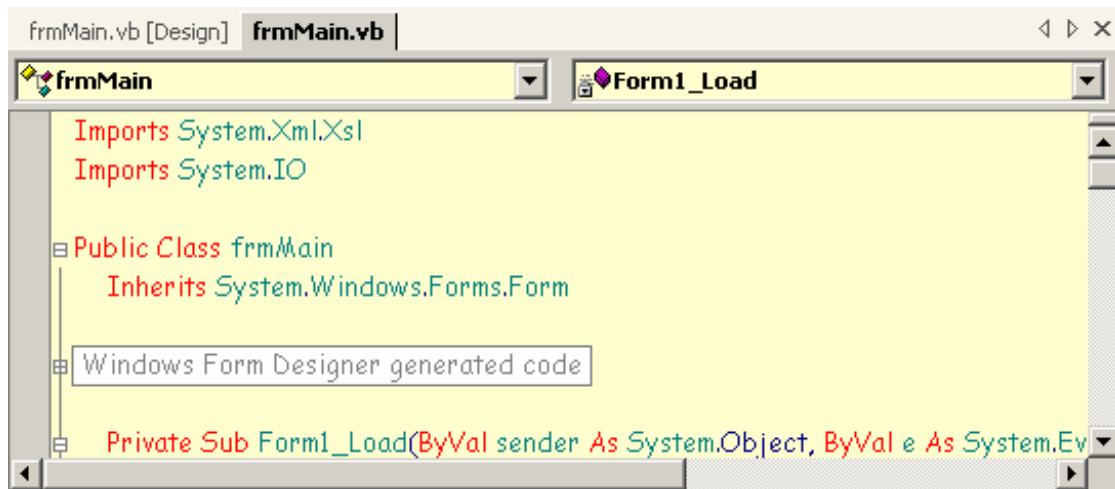 frmMain.vb [Design] frmMain.vb
frmMain Form1_Load
Imports System.Xml.Xsl
Imports System.IO
Public Class frmMain
Inherits System.Windows.Forms.Form
Windows Form Designer generated code
Private Sub Form1_Load(ByVal sender As System.Object, ByVal e As System.Ev